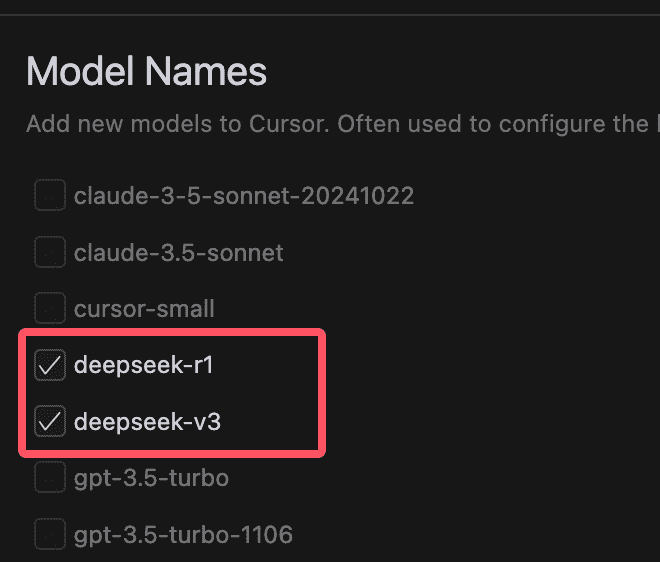 Model Names
Add new models to Cursor. Often used to configure the
claude-3-5-sonnet-20241022
claude-3.5-sonnet
cursor-small
deepseek-r1
deepseek-v3
gpt-3.5-turbo
gpt-3.5-turbo-1106